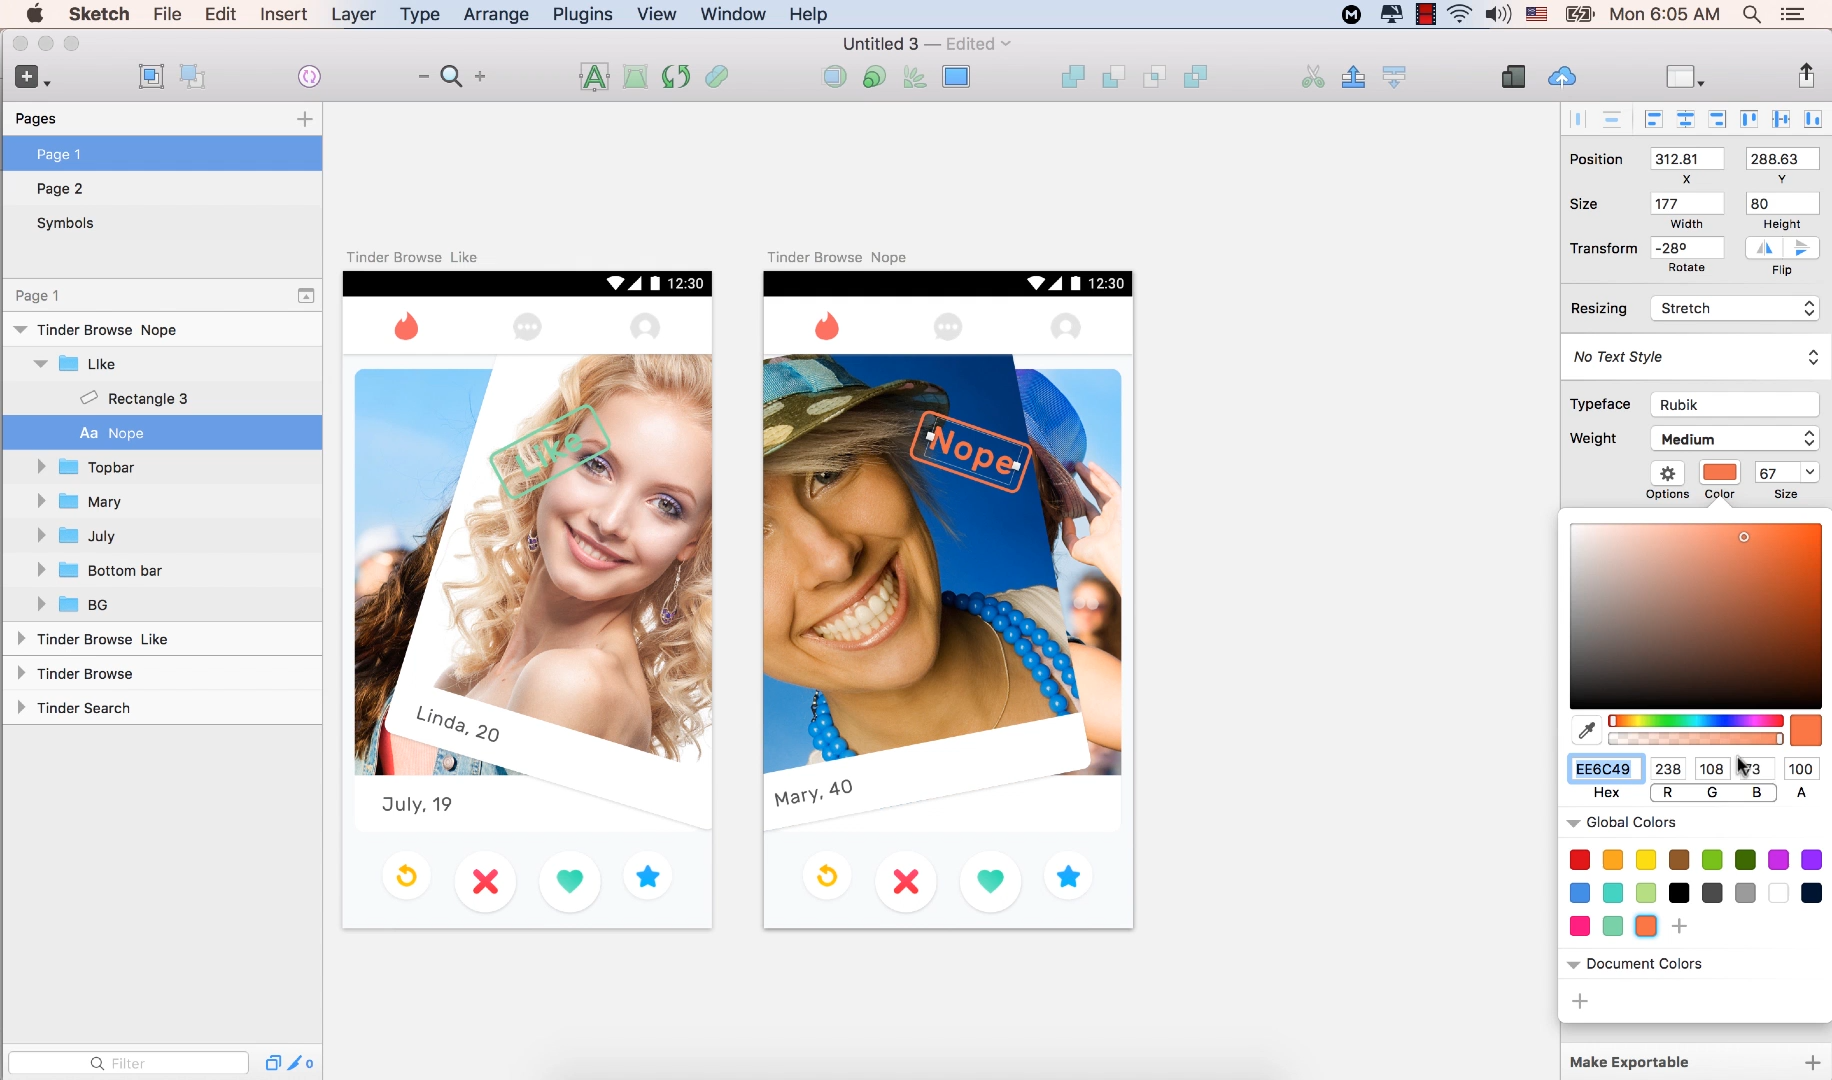 Sketch File Edit Insert Layer Type Arrange Plugins View Window Help
Mon 6:05 AM
Untitled 3 — Edited
Pages
Page 1
Page 2
Symbols
Page 1
Tinder Browse Nope
LIke
Rectangle 3
Aa Nope
Topbar
Mary
July
Bottom bar
BG
Tinder Browse Like
Tinder Browse
Tinder Search
Filter
0
Tinder Browse Like
12:30
Like
Linda, 20
July, 19
Tinder Browse Nope
12:30
Nope
Mary, 40
Position 312.81 288.63
X Y
Size 177 80
Width Height
Transform -28º
Rotate Flip
Resizing Stretch
No Text Style
Typeface Rubik
Weight Medium
67
Options Color Size
EE6C49 238 108 73 100
Hex R G B A
Global Colors
Document Colors
Make Exportable